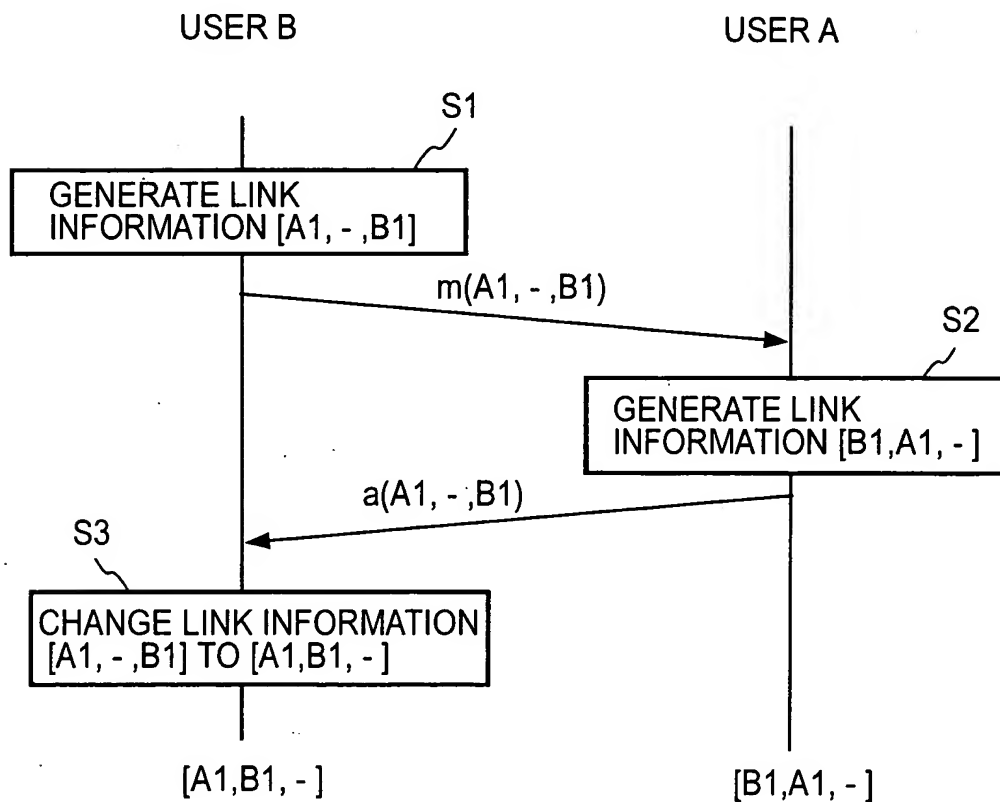 USER B
USER A
S1
GENERATE LINK
INFORMATION [A1, - ,B1]
m(A1, - ,B1)
S2
GENERATE LINK
INFORMATION [B1,A1, - ]
a(A1, - ,B1)
S3
CHANGE LINK INFORMATION
[A1, - ,B1] TO [A1,B1, - ]
[A1,B1, - ]
[B1,A1, - ]